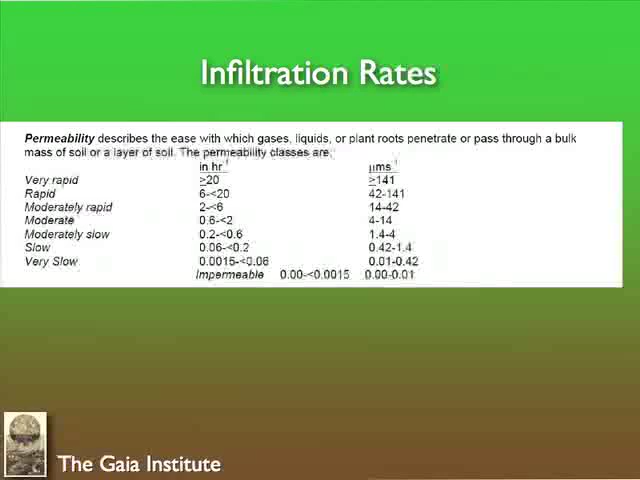 Infiltration Rates
Permeability describes the ease with which gases, liquids, or plant roots penetrate or pass through a bulk
mass of soil or a layer of soil. The permeability classes are;
in hr⁻¹ μms⁻¹
Very rapid ≥20 ≥141
Rapid 6-<20 42-141
Moderately rapid 2-<6 14-42
Moderate 0.6-<2 4-14
Moderately slow 0.2-<0.6 1.4-4
Slow 0.06-<0.2 0.42-1.4
Very Slow 0.0015-<0.06 0.01-0.42
Impermeable 0.00-<0.0015 0.00-0.01
The Gaia Institute